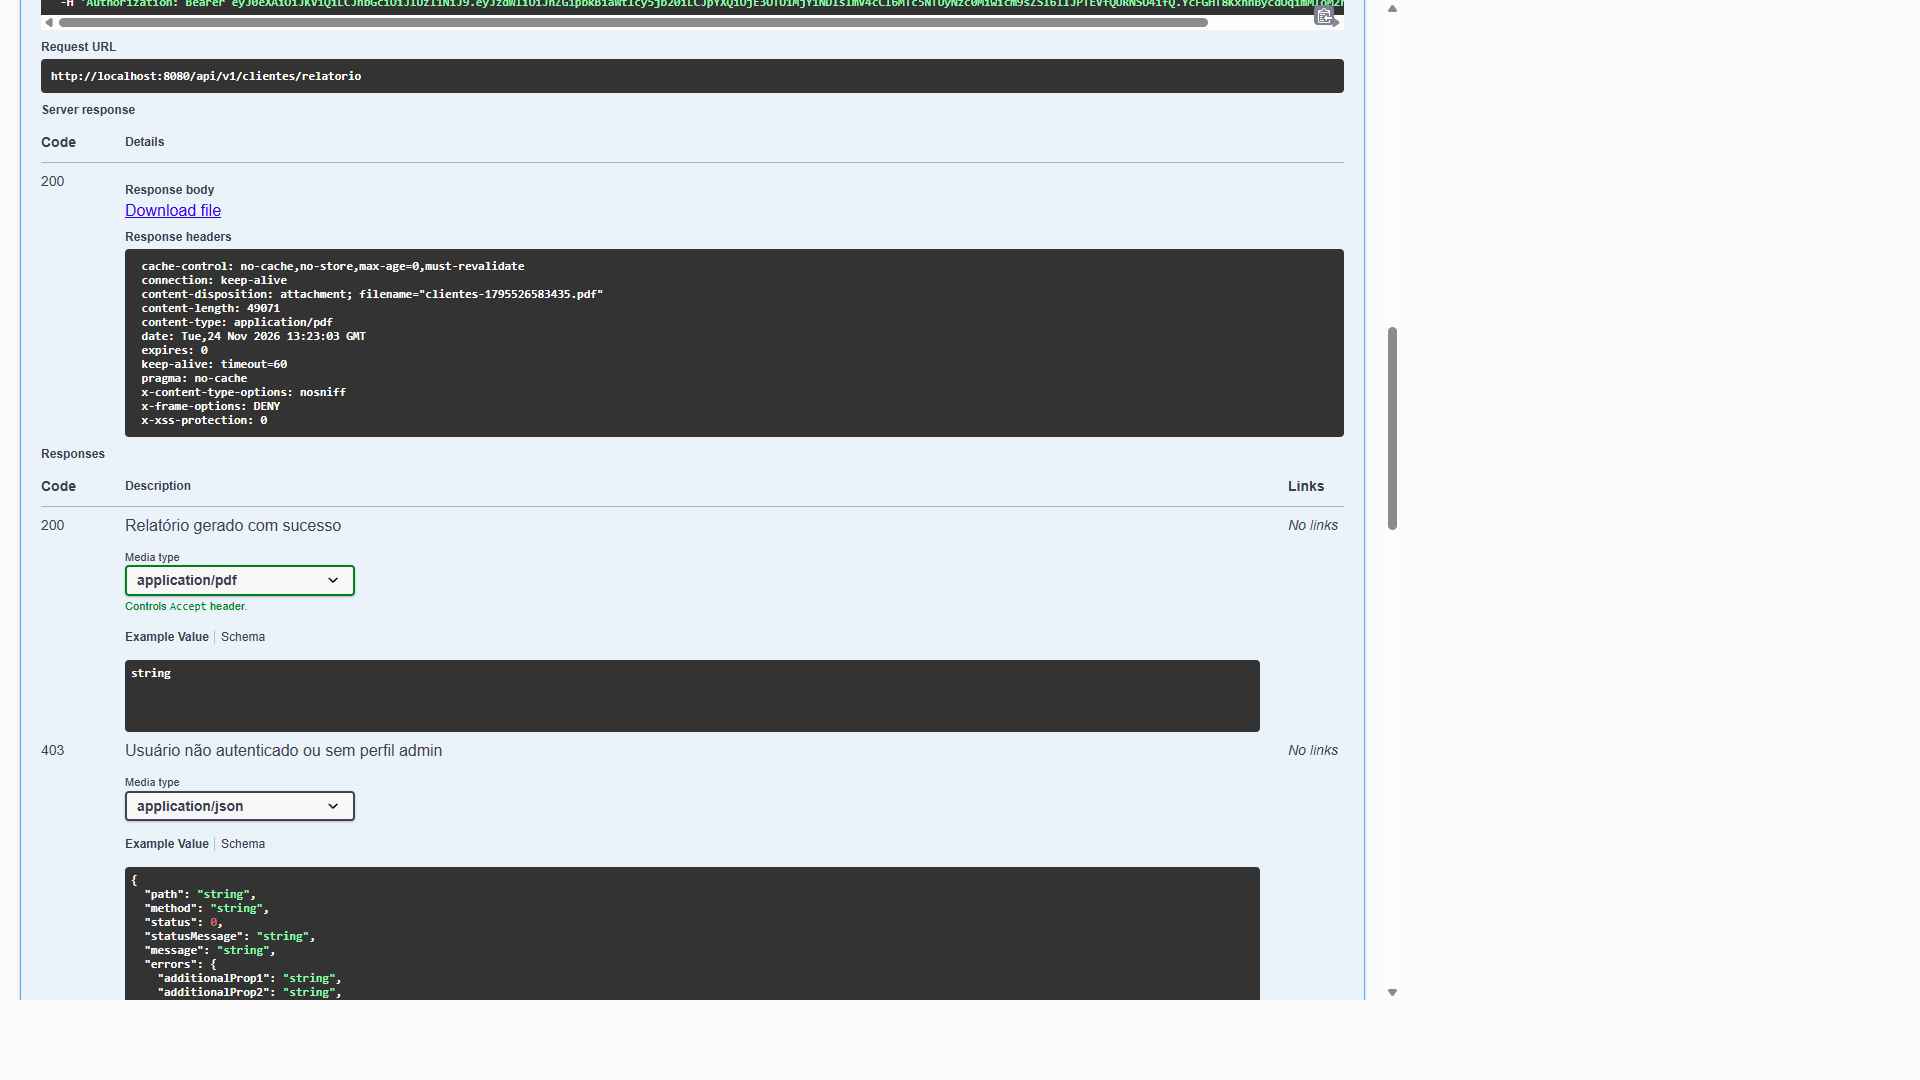 Request URL
http://localhost:8080/api/v1/clientes/relatorio
Server response
Code Details
200
Response body
Download file
Response headers
cache-control: no-cache,no-store,max-age=0,must-revalidate
connection: keep-alive
content-disposition: attachment; filename="clientes-1795526583435.pdf"
content-length: 49071
content-type: application/pdf
date: Tue,24 Nov 2026 13:23:03 GMT
expires: 0
keep-alive: timeout=60
pragma: no-cache
x-content-type-options: nosniff
x-frame-options: DENY
x-xss-protection: 0
Responses
Code Description Links
200 Relatório gerado com sucesso No links
Media type
application/pdf
Controls Accept header.
Example Value Schema
string
403 Usuário não autenticado ou sem perfil admin No links
Media type
application/json
Example Value Schema
{
"path": "string",
"method": "string",
"status": 0,
"statusMessage": "string",
"message": "string",
"errors": {
"additionalProp1": "string",
"additionalProp2": "string",